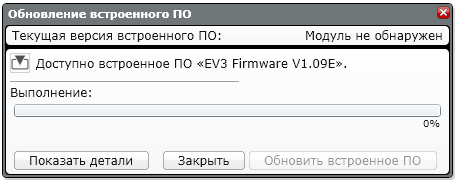 Обновление встроенного ПО
Текущая версия встроенного ПО: Модуль не обнаружен
Доступно встроенное ПО «EV3 Firmware V1.09E».
Выполнение:
0%
Показать детали Закрыть Обновить встроенное ПО